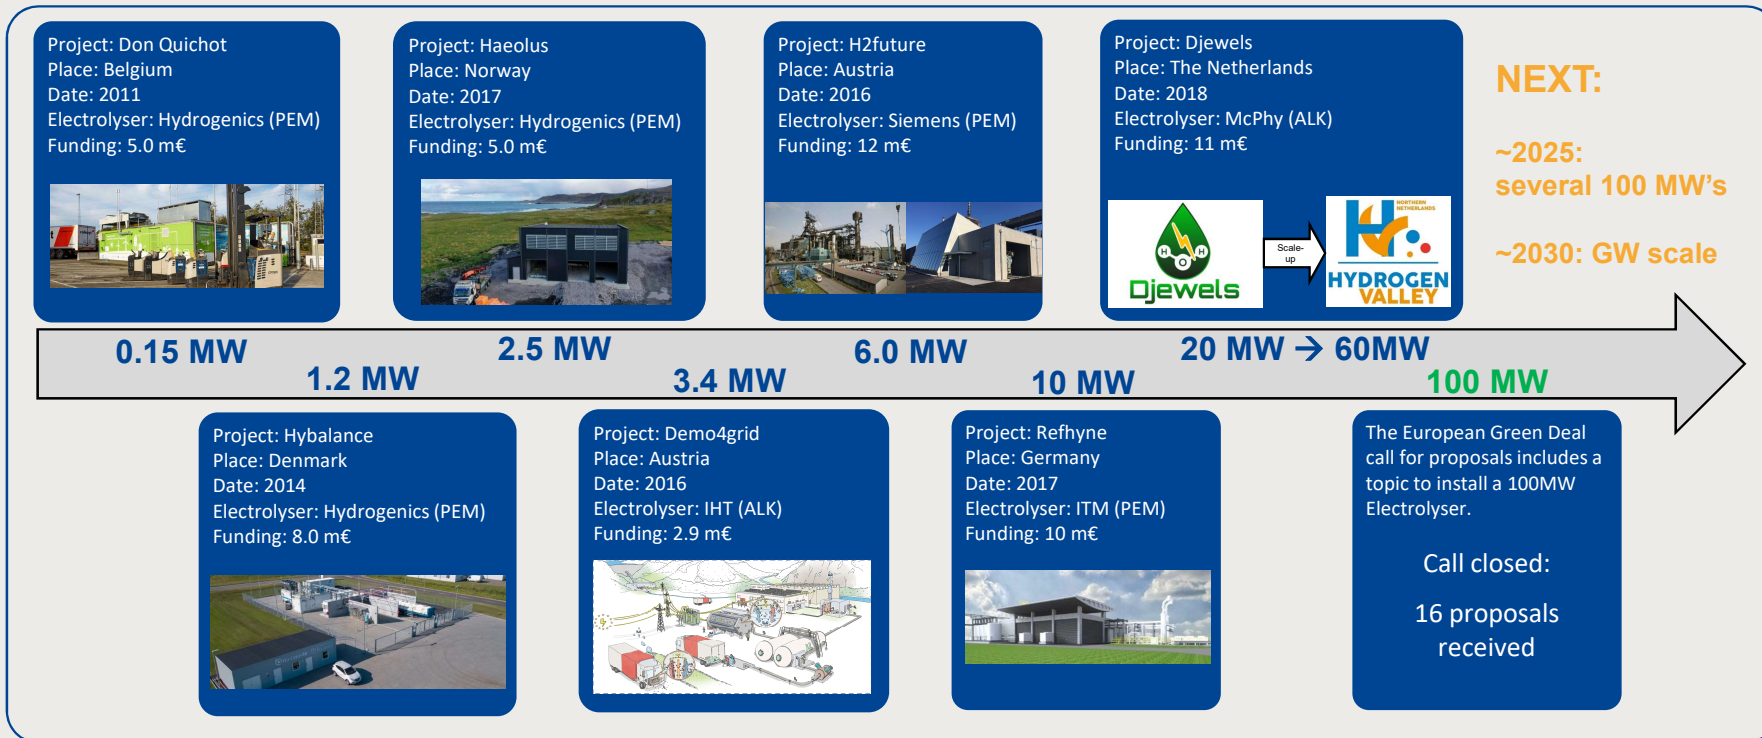 Project: Don Quichot
Place: Belgium
Date: 2011
Electrolyser: Hydrogenics (PEM)
Funding: 5.0 m€
Project: Haeolus
Place: Norway
Date: 2017
Electrolyser: Hydrogenics (PEM)
Funding: 5.0 m€
Project: H2future
Place: Austria
Date: 2016
Electrolyser: Siemens (PEM)
Funding: 12 m€
Project: Djewels
Place: The Netherlands
Date: 2018
Electrolyser: McPhy (ALK)
Funding: 11 m€
H H
O
Djewels
Scale-
up
NORTHERN
NETHERLANDS
HYDROGEN
VALLEY
NEXT:
~2025:
several 100 MW's
~2030: GW scale
0.15 MW
1.2 MW
2.5 MW
3.4 MW
6.0 MW
10 MW
20 MW → 60MW
100 MW
Project: Hybalance
Place: Denmark
Date: 2014
Electrolyser: Hydrogenics (PEM)
Funding: 8.0 m€
Project: Demo4grid
Place: Austria
Date: 2016
Electrolyser: IHT (ALK)
Funding: 2.9 m€
Project: Refhyne
Place: Germany
Date: 2017
Electrolyser: ITM (PEM)
Funding: 10 m€
The European Green Deal
call for proposals includes a
topic to install a 100MW
Electrolyser.
Call closed:
16 proposals
received